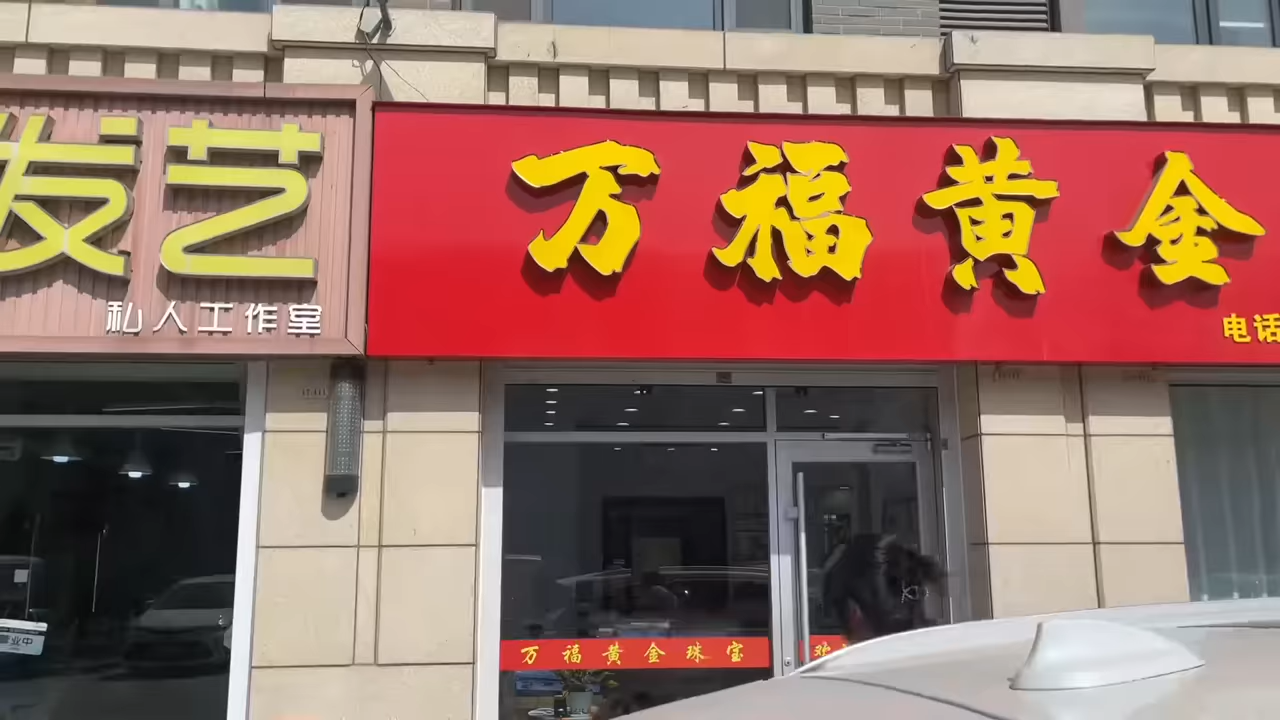 发艺
私人工作室
万福黄金
电话
万福黄金珠宝
欢